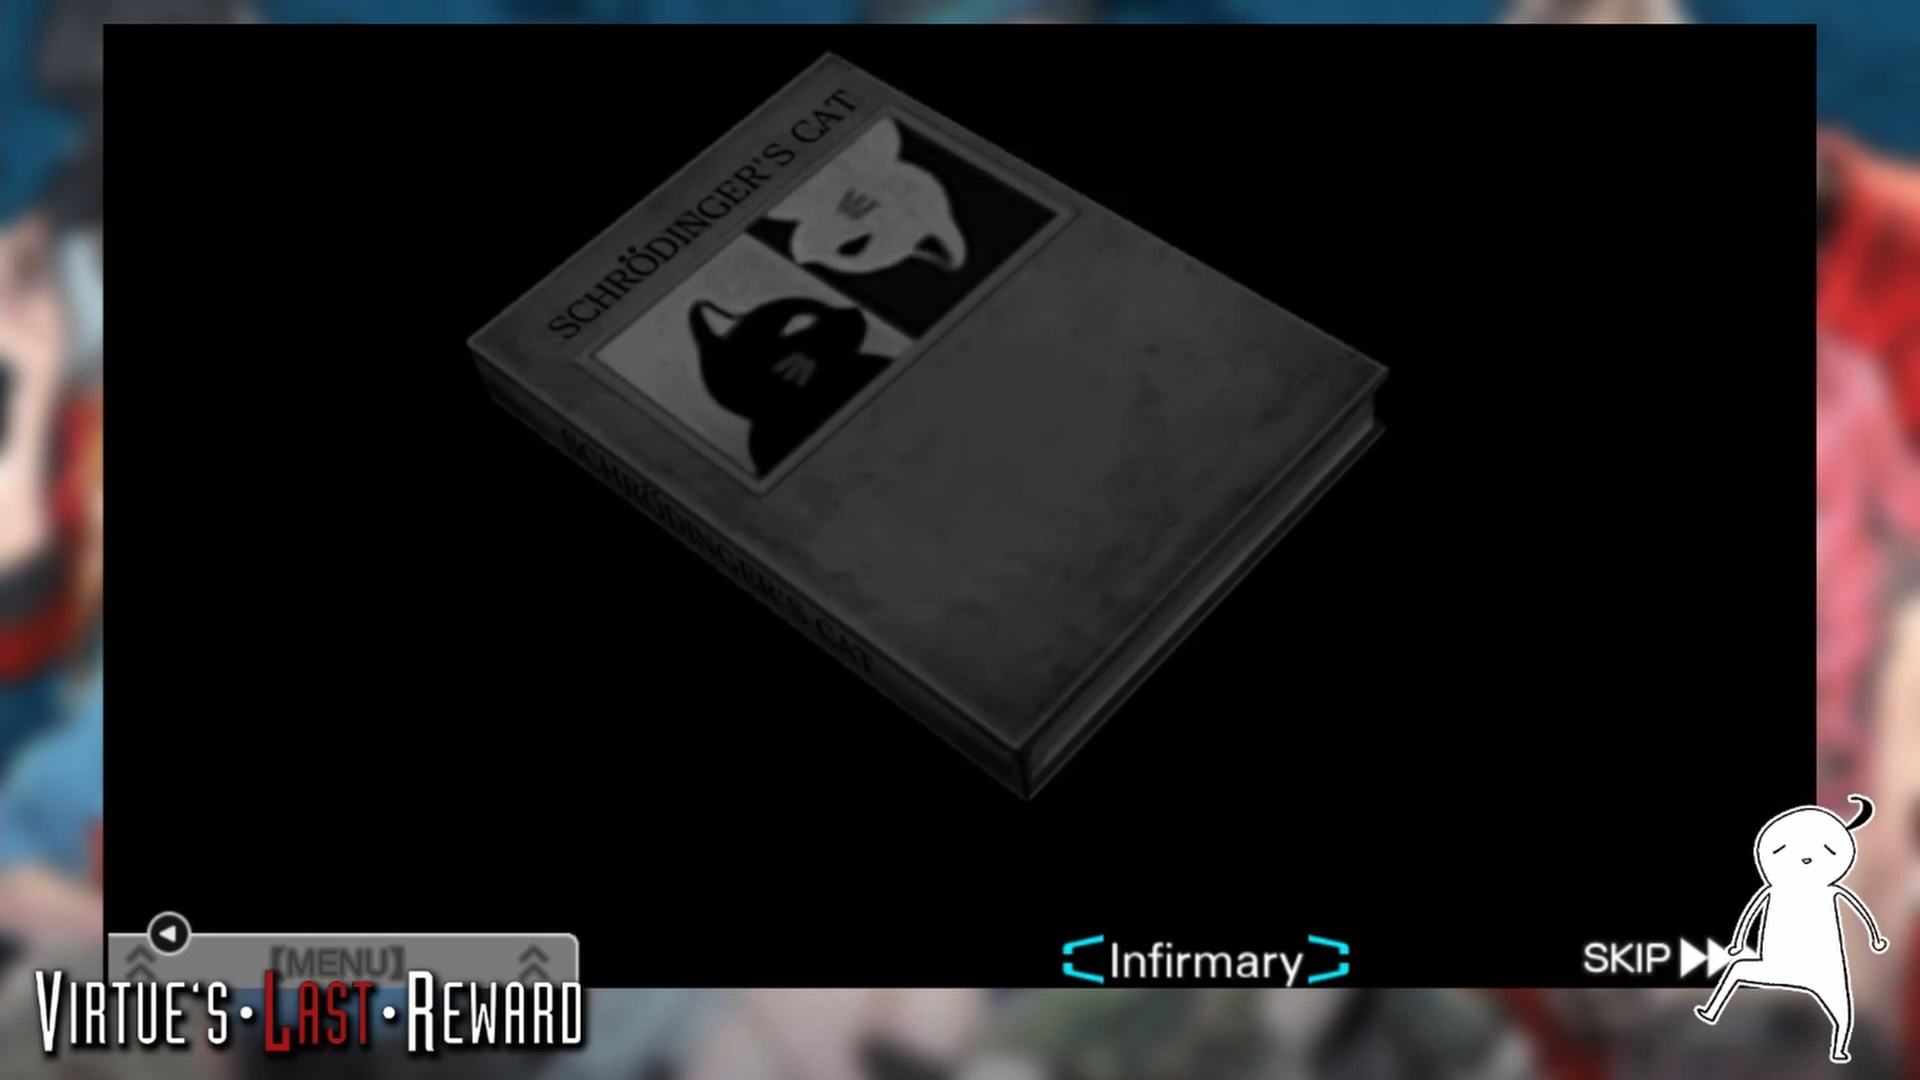 SCHRÖDINGER'S CAT
SCHRÖDINGER'S CAT
[MENU]
Infirmary
SKIP
VIRTUE'S•LAST•REWARD